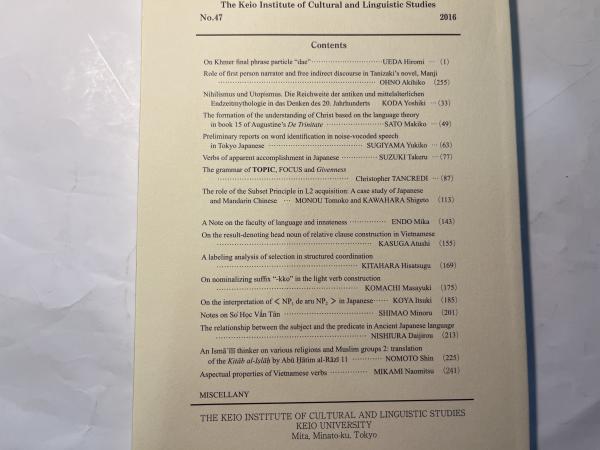 The Keio Institute of Cultural and Linguistic Studies
No.47 2016
Contents
On Khmer final phrase particle "dae" ⋯ UEDA Hiromi ⋯ (1)
Role of first person narrator and free indirect discourse in Tanizaki's novel, Manji
⋯ OHNO Akihiko (255)
Nihilismus und Utopismus. Die Reichweite der antiken und mittelalterlichen
Endzeitmythologie in das Denken des 20. Jahrhunderts KODA Yoshiki ⋯ (33)
The formation of the understanding of Christ based on the language theory
in book 15 of Augustine's De Trinitate ⋯ SATO Makiko ⋯ (49)
Preliminary reports on word identification in noise-vocoded speech
in Tokyo Japanese ⋯ SUGIYAMA Yukiko ⋯ (63)
Verbs of apparent accomplishment in Japanese ⋯ SUZUKI Takeru ⋯ (77)
The grammar of TOPIC, FOCUS and Givenness
⋯ Christopher TANCREDI ⋯ (87)
The role of the Subset Principle in L2 acquisition: A case study of Japanese
and Mandarin Chinese ⋯ MONOU Tomoko and KAWAHARA Shigeto (113)
A Note on the faculty of language and innateness ⋯ ENDO Mika (143)
On the result-denoting head noun of relative clause construction in Vietnamese
⋯ KASUGA Atushi (155)
A labeling analysis of selection in structured coordination
⋯ KITAHARA Hisatsugu (169)
On nominalizing suffix "-kko" in the light verb construction
⋯ KOMACHI Masayuki (175)
On the interpretation of < NP₁ de aru NP₂ > in Japanese ⋯ KOYA Itsuki (185)
Notes on Sơ Học Vấn Tân ⋯ SHIMAO Minoru (201)
The relationship between the subject and the predicate in Ancient Japanese language
⋯ NISHIURA Daijirou (213)
An Ismā'īlī thinker on various religions and Muslim groups 2: translation
of the Kitāb al-Iṣlāḥ by Abū Ḥātim al-Rāzī 11 ⋯ NOMOTO Shin (225)
Aspectual properties of Vietnamese verbs ⋯ MIKAMI Naomitsu (241)
MISCELLANY
THE KEIO INSTITUTE OF CULTURAL AND LINGUISTIC STUDIES
KEIO UNIVERSITY
Mita, Minato-ku, Tokyo